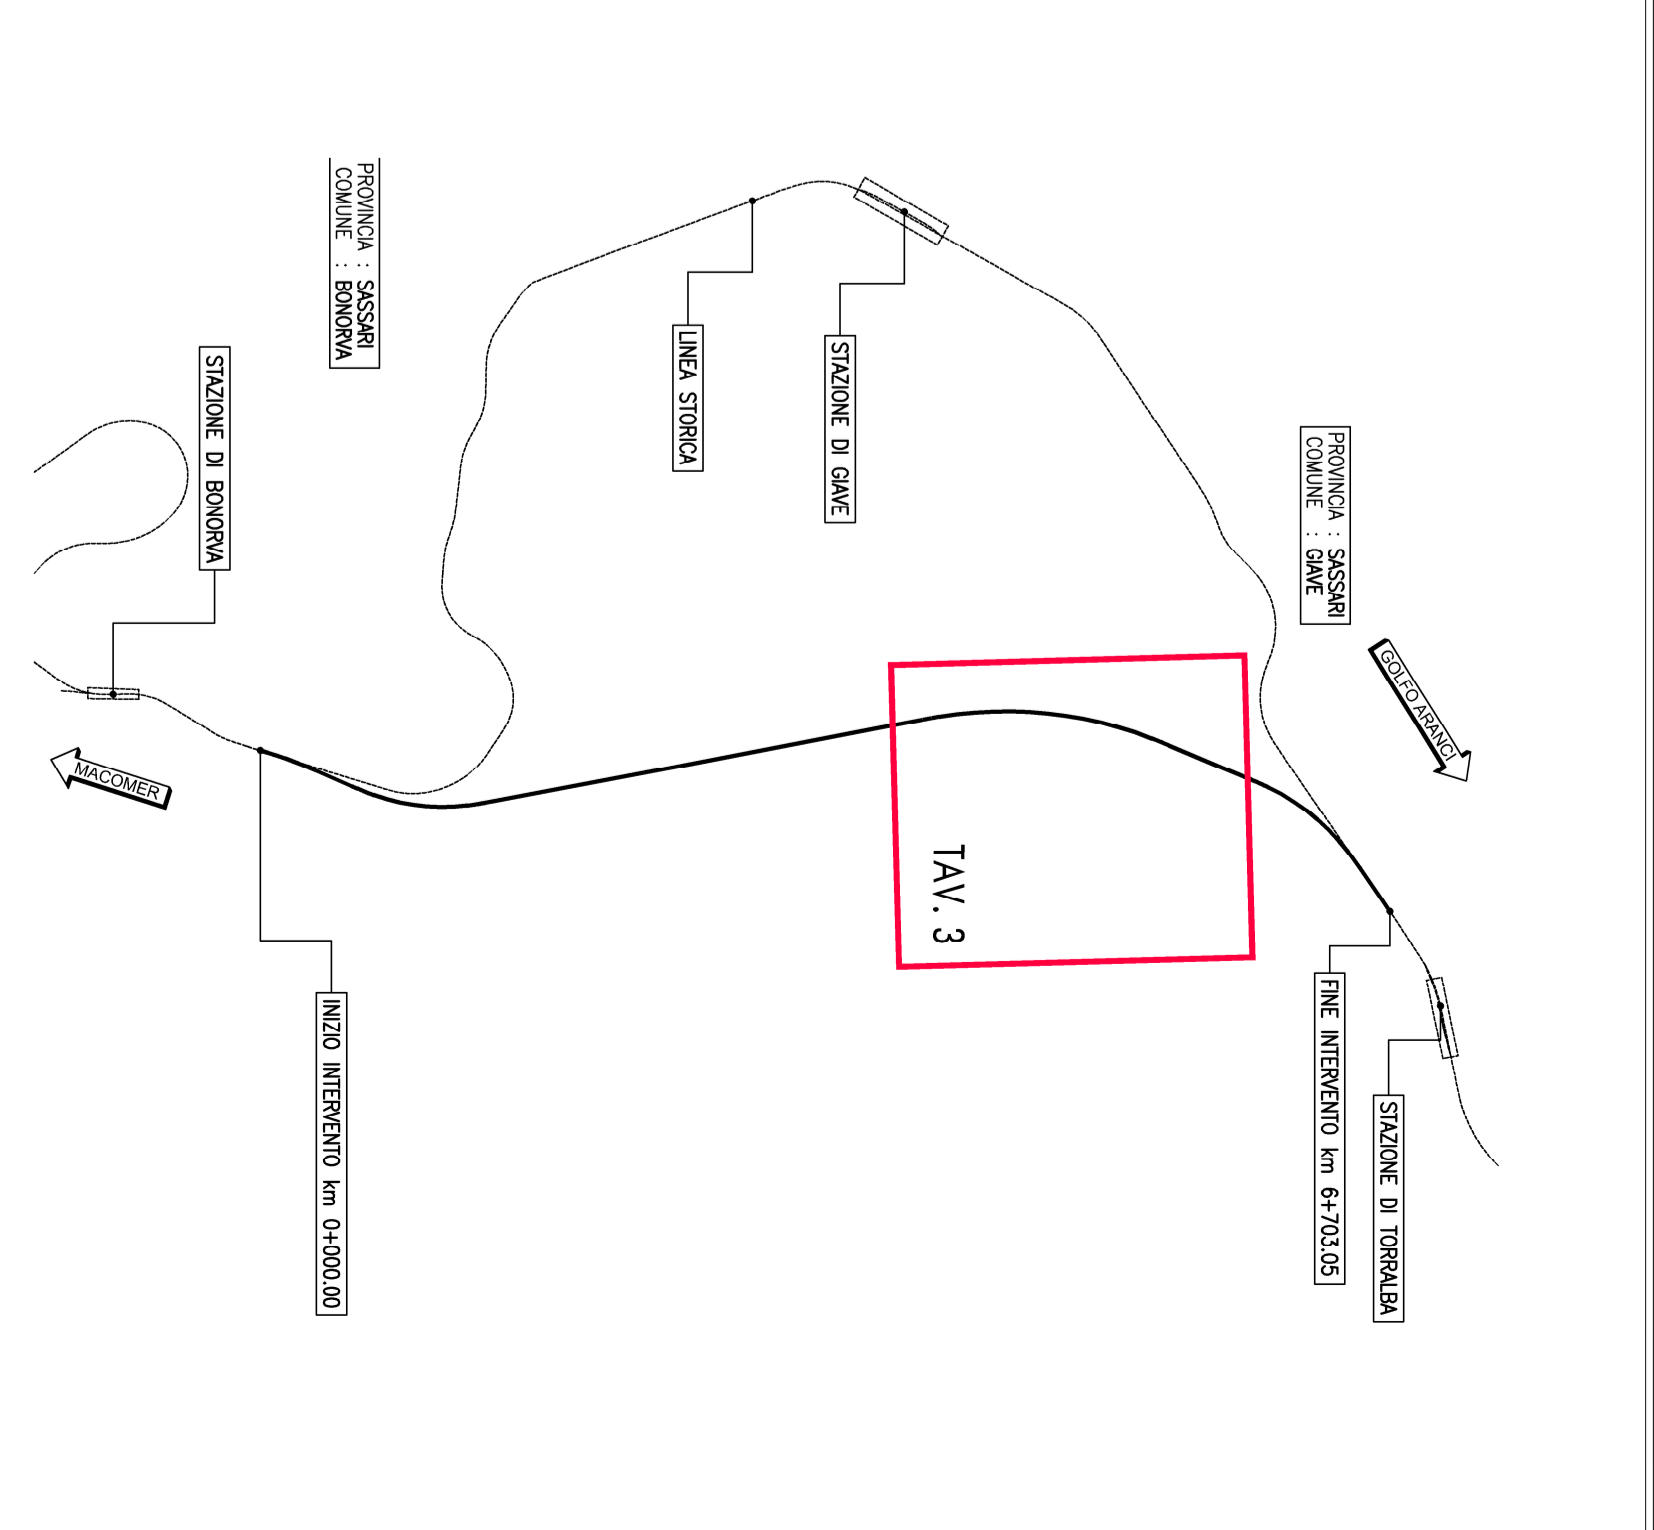 PROVINCIA : SASSARI
COMUNE : BONORVA
STAZIONE DI BONORVA
LINEA STORICA
STAZIONE DI GIAVE
PROVINCIA : SASSARI
COMUNE : GIAVE
GOLFO ARANCI
MACOMER
TAV. 3
INIZIO INTERVENTO km 0+000.00
FINE INTERVENTO km 6+703.05
STAZIONE DI TORRALBA